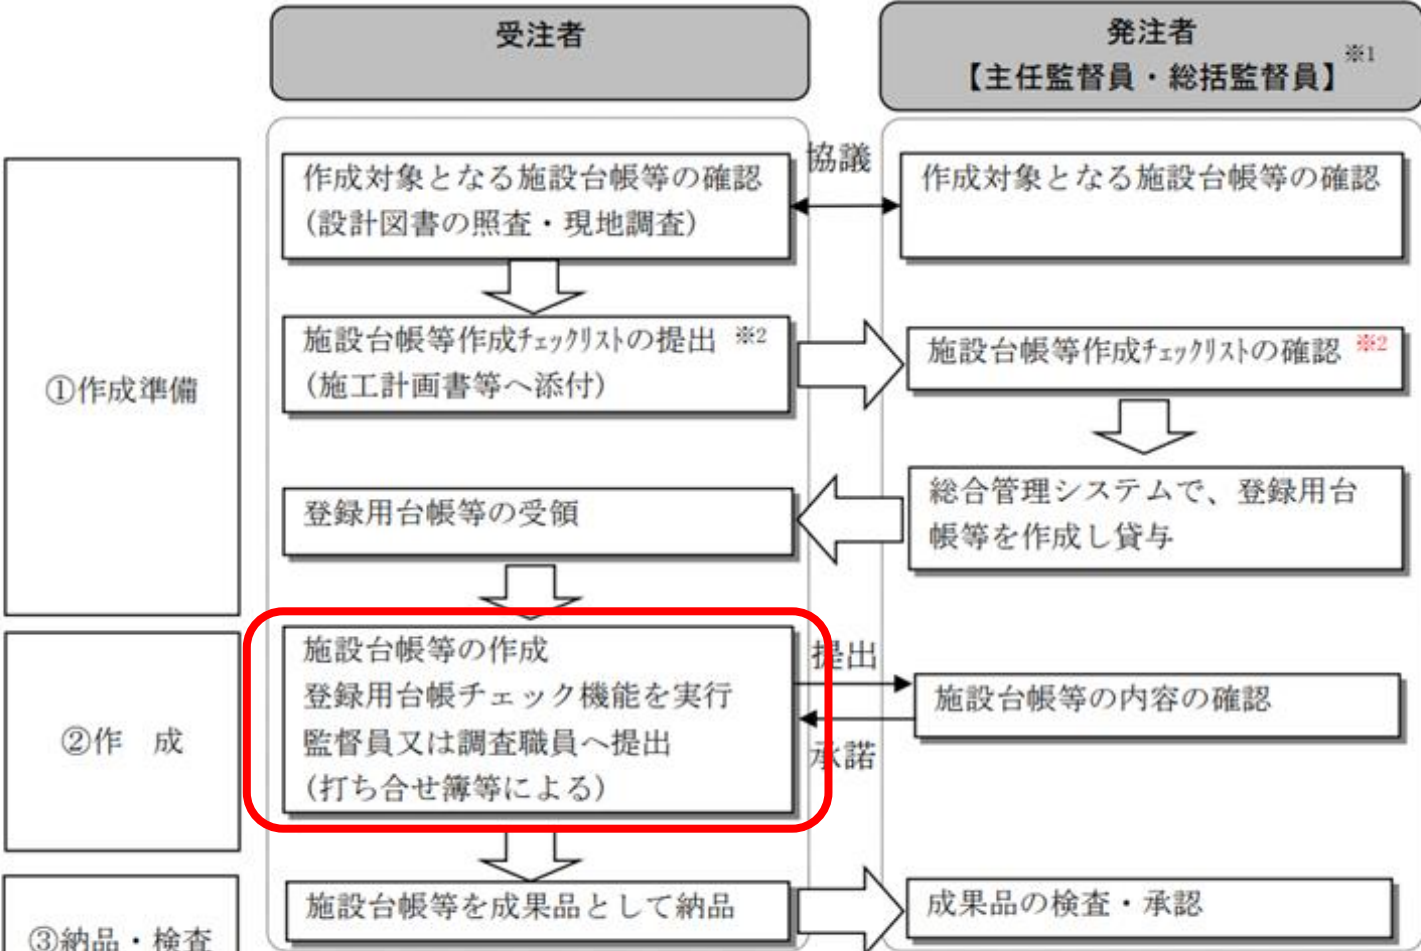 受注者
発注者
【主任監督員・総括監督員】※1
①作成準備
作成対象となる施設台帳等の確認
(設計図書の照査・現地調査)
協議
作成対象となる施設台帳等の確認
施設台帳等作成ﾁｪｯｸﾘｽﾄの提出 ※2
(施工計画書等へ添付)
施設台帳等作成ﾁｪｯｸﾘｽﾄの確認 ※2
登録用台帳等の受領
総合管理システムで、登録用台
帳等を作成し貸与
②作　成
施設台帳等の作成
登録用台帳チェック機能を実行
監督員又は調査職員へ提出
(打ち合せ簿等による)
提出
承諾
施設台帳等の内容の確認
③納品・検査
施設台帳等を成果品として納品
成果品の検査・承認